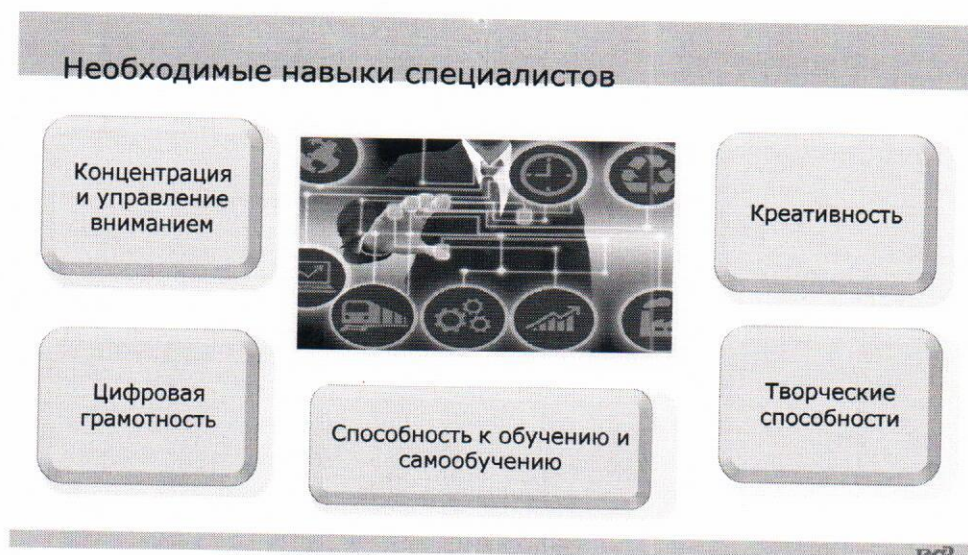 Необходимые навыки специалистов
Концентрация
и управление
вниманием
Креативность
Цифровая
грамотность
Способность к обучению и
самообучению
Творческие
способности